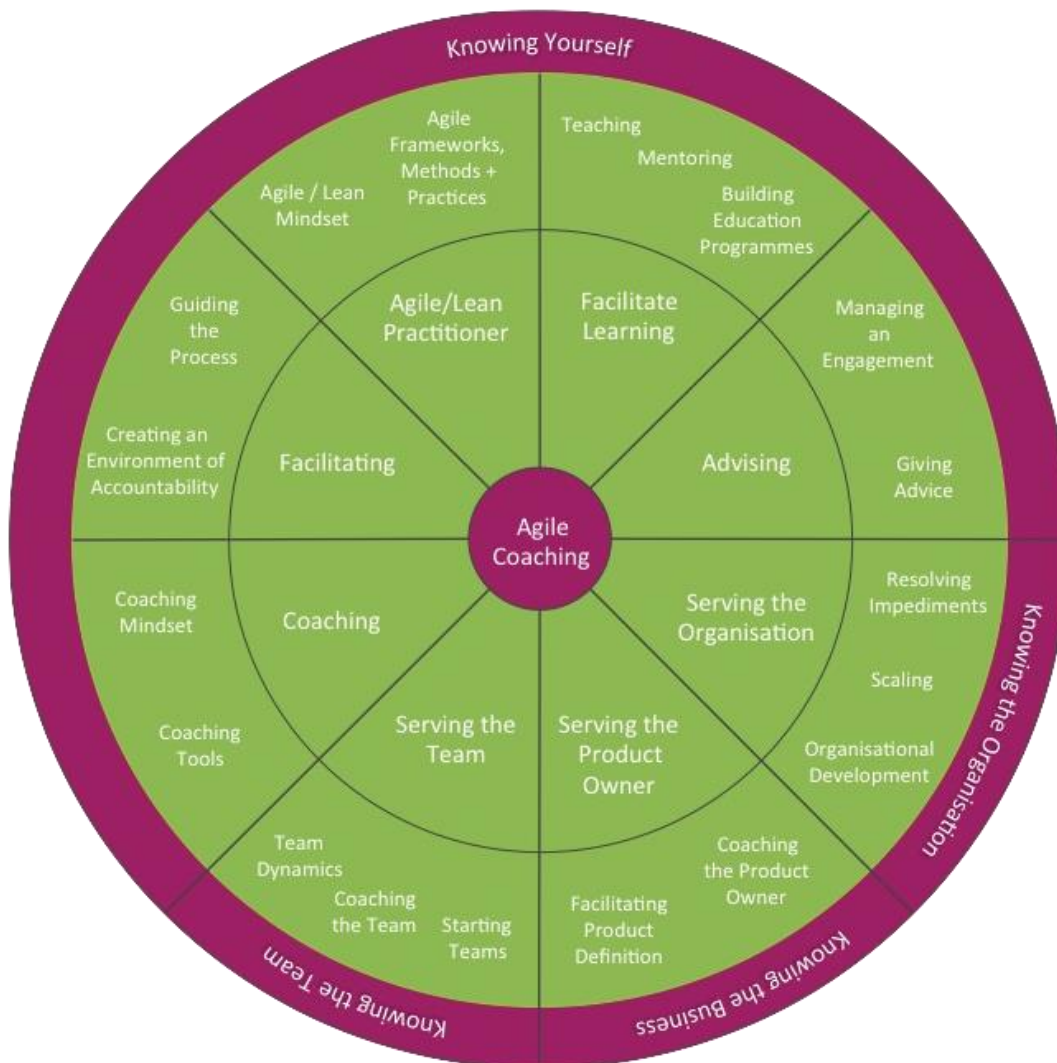 Knowing Yourself
Agile
Frameworks,
Methods +
Practices
Agile / Lean
Mindset
Teaching
Mentoring
Building
Education
Programmes
Guiding
the
Process
Agile/Lean
Practitioner
Facilitate
Learning
Managing
an
Engagement
Creating an
Environment of
Accountability
Facilitating
Advising
Giving
Advice
Agile
Coaching
Coaching
Mindset
Coaching
Serving the
Organisation
Resolving
Impediments
Scaling
Coaching
Tools
Serving the
Team
Serving the
Product
Owner
Organisational
Development
Team
Dynamics
Coaching
the Team
Starting
Teams
Facilitating
Product
Definition
Coaching
the Product
Owner
Knowing the Organisation
Knowing the Team
Knowing the Business